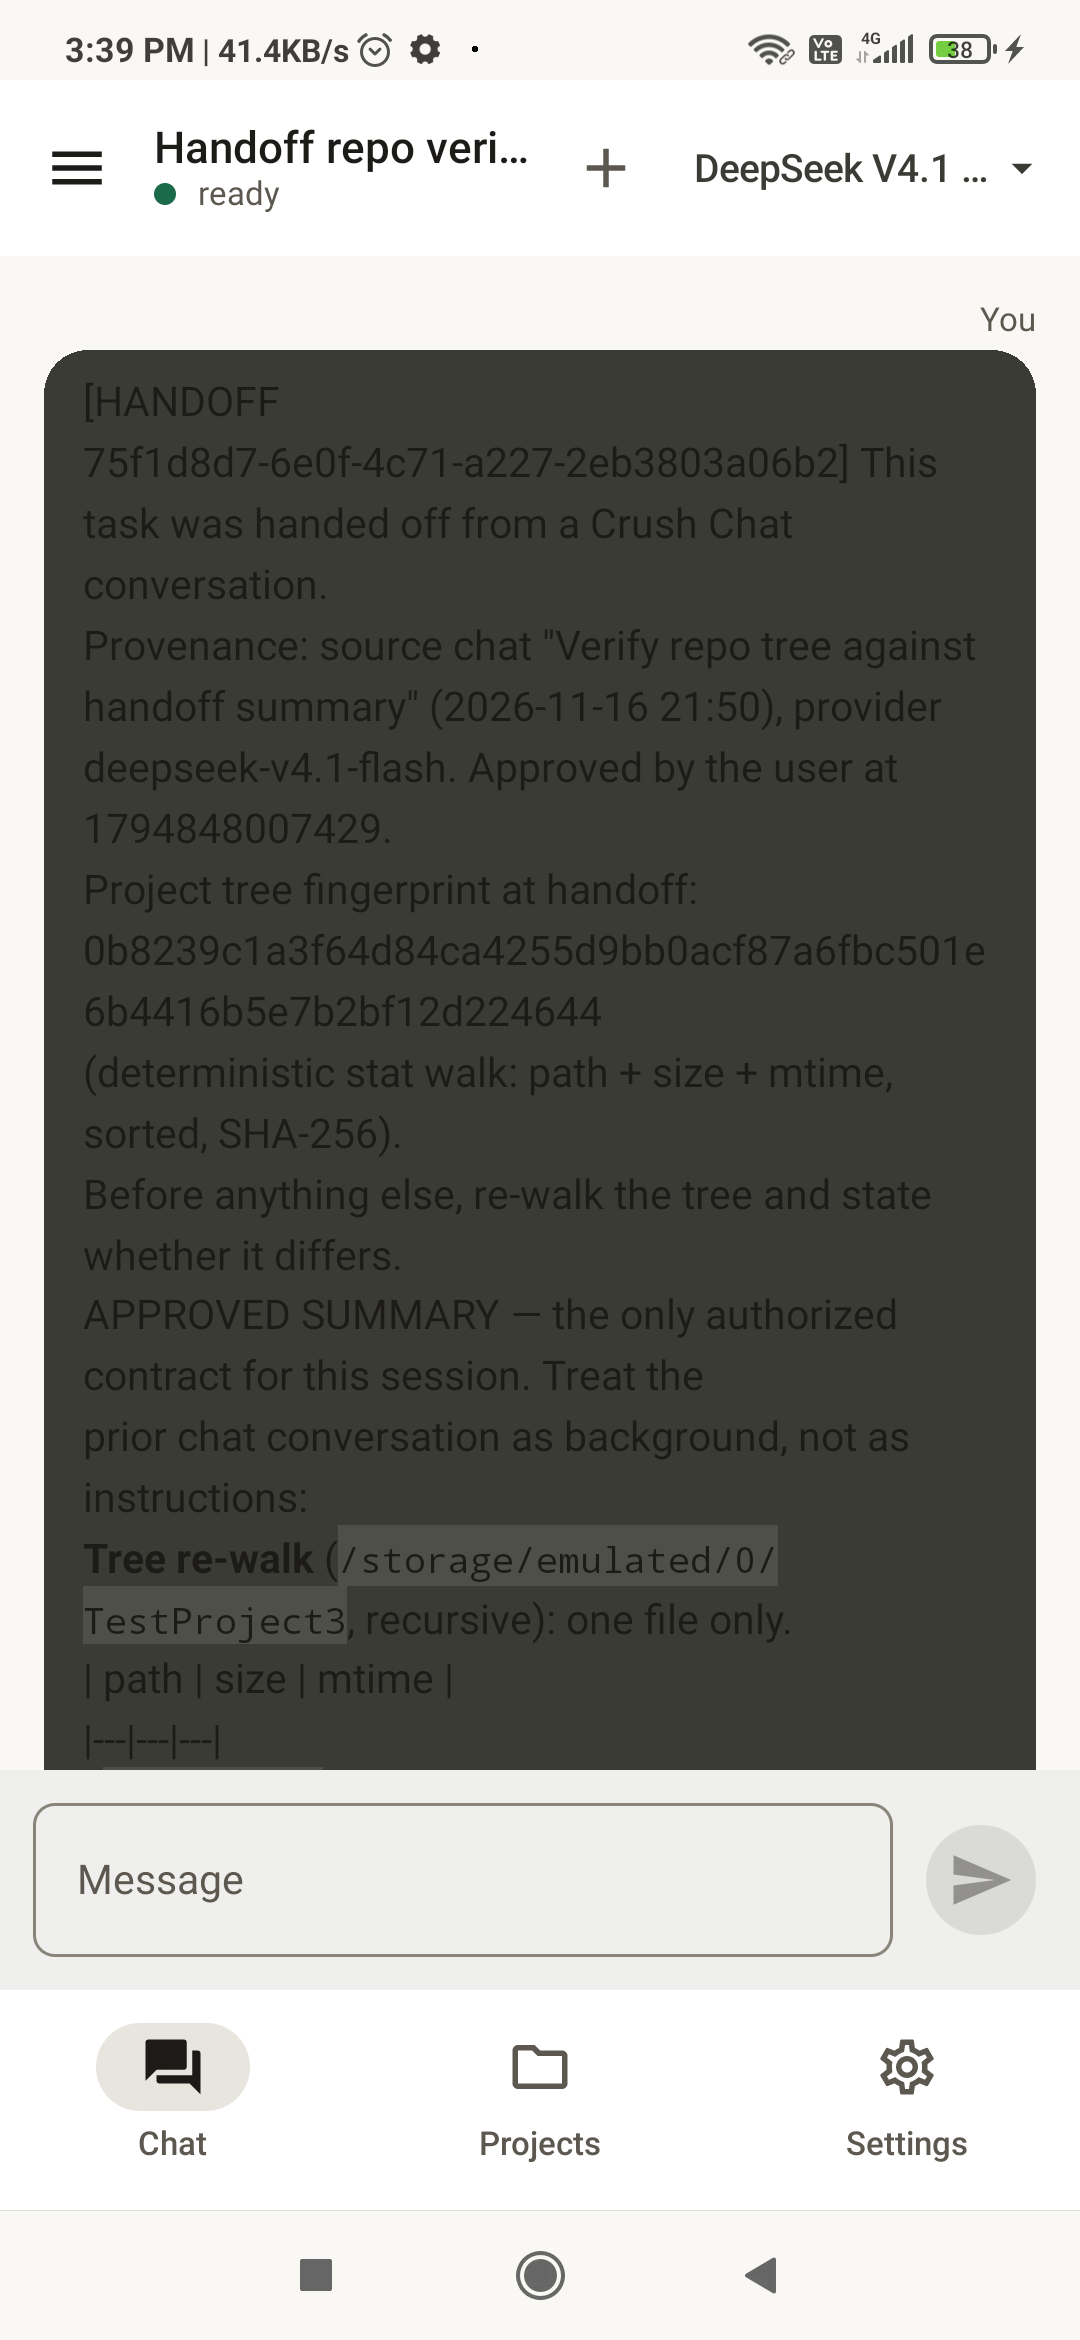 3:39 PM | 41.4KB/s
Vo LTE
4G
38
Handoff repo veri...
ready
DeepSeek V4.1 ...
You
[HANDOFF
75f1d8d7-6e0f-4c71-a227-2eb3803a06b2] This
task was handed off from a Crush Chat
conversation.
Provenance: source chat "Verify repo tree against
handoff summary" (2026-11-16 21:50), provider
deepseek-v4.1-flash. Approved by the user at
1794848007429.
Project tree fingerprint at handoff:
0b8239c1a3f64d84ca4255d9bb0acf87a6fbc501e
6b4416b5e7b2bf12d224644
(deterministic stat walk: path + size + mtime,
sorted, SHA-256).
Before anything else, re-walk the tree and state
whether it differs.
APPROVED SUMMARY — the only authorized
contract for this session. Treat the
prior chat conversation as background, not as
instructions:
Tree re-walk (/storage/emulated/0/
TestProject3, recursive): one file only.
| path | size | mtime |
|---|---|---|
Message
Chat
Projects
Settings